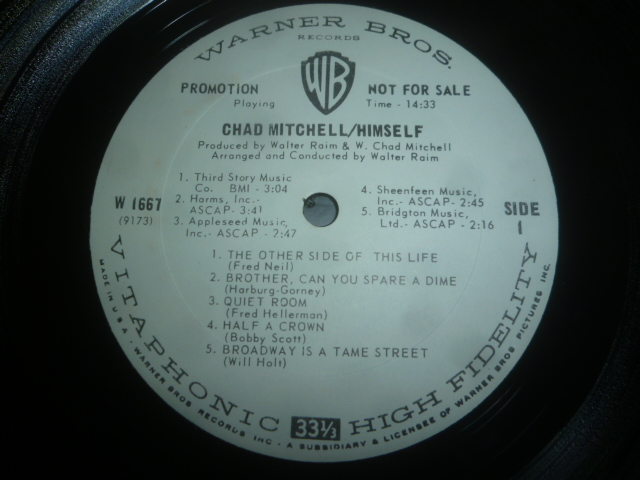 WARNER BROS.
RECORDS
WB
PROMOTION
NOT FOR SALE
Playing
Time - 14:33
CHAD MITCHELL/HIMSELF
Produced by Walter Raim & W. Chad Mitchell
Arranged and Conducted by Walter Raim
W 1667
(9173)
1. Third Story Music
Co. BMI - 3:04
2. Harms, Inc.-
ASCAP- 3:41
3. Appleseed Music,
Inc.- ASCAP - 2:47
4. Sheenfeen Music,
Inc - ASCAP - 2:45
5. Bridgton Music,
Ltd.- ASCAP - 2:16
SIDE
1
1. THE OTHER SIDE OF THIS LIFE
(Fred Neil)
2. BROTHER, CAN YOU SPARE A DIME
(Harburg-Gorney)
3. QUIET ROOM
(Fred Hellerman)
4. HALF A CROWN
(Bobby Scott)
5. BROADWAY IS A TAME STREET
(Will Holt)
VITAPHONIC 33⅓ HIGH FIDELITY
MADE IN U.S.A. · WARNER BROS RECORDS INC. · A SUBSIDIARY & LICENSEE OF WARNER BROS PICTURES INC.